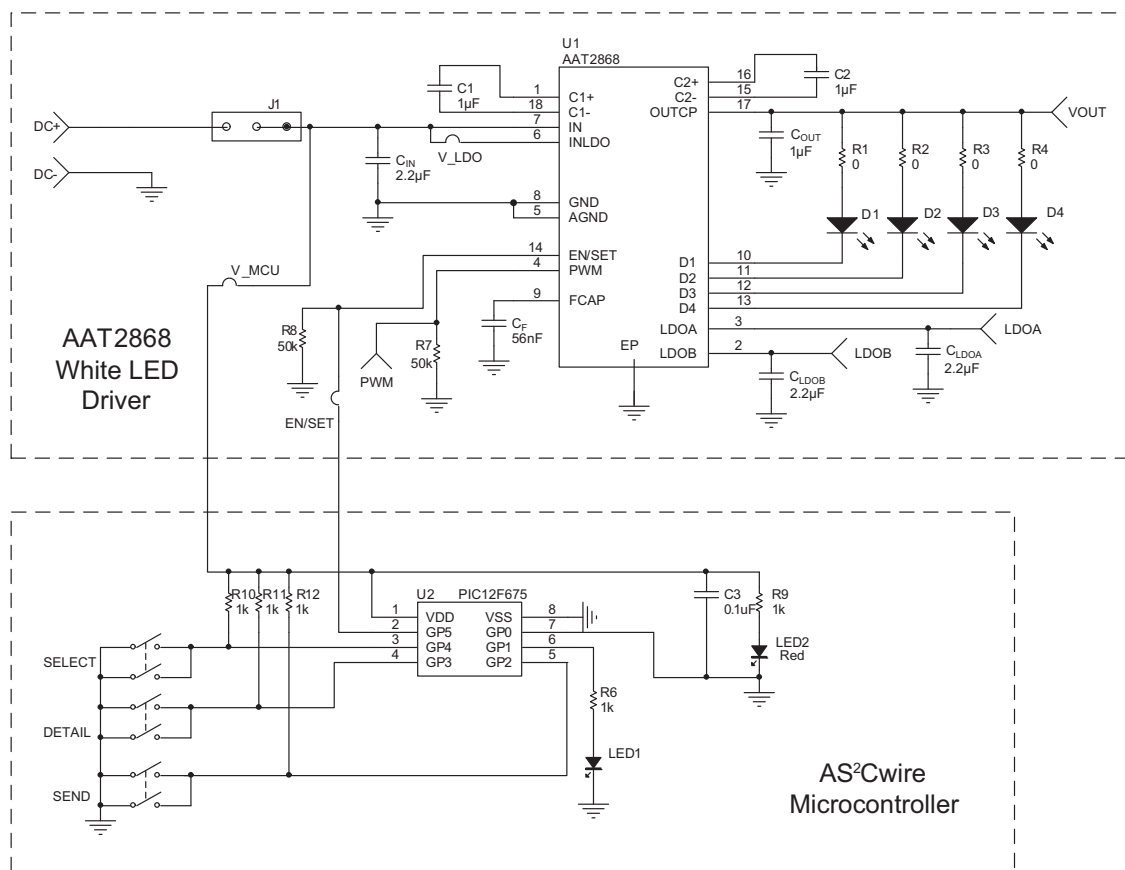 U1
AAT2868
C1
1µF
1
18
7
6
C1+
C1-
IN
INLDO
C2+
C2-
OUTCP
16
15
17
C2
1µF
DC+
J1
V_LDO
C_IN
2.2µF
C_OUT
1µF
VOUT
R1
0
R2
0
R3
0
R4
0
DC-
8
5
GND
AGND
D1
D2
D3
D4
V_MCU
14
4
EN/SET
PWM
9
FCAP
D1
D2
D3
D4
10
11
12
13
LDOA
3
LDOA
LDOB
2
LDOB
EP
C_F
56nF
R8
50k
R7
50k
PWM
C_LDOA
2.2µF
C_LDOB
2.2µF
EN/SET
AAT2868
White LED
Driver
R10
1k
R11
1k
R12
1k
U2
PIC12F675
1
2
3
4
VDD
GP5
GP4
GP3
VSS
GP0
GP1
GP2
8
7
6
5
C3
0.1uF
R9
1k
LED2
Red
SELECT
DETAIL
SEND
R6
1k
LED1
AS²Cwire
Microcontroller